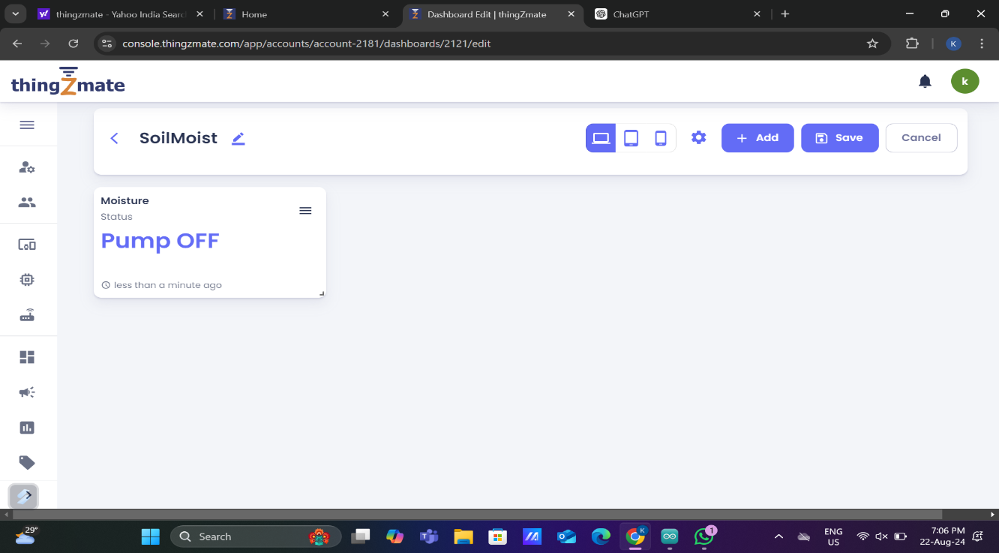 thingzmate - Yahoo India Searc
Home
Dashboard Edit | thingZmate
ChatGPT
console.thingzmate.com/app/accounts/account-2181/dashboards/2121/edit
K
thingZmate
k
SoilMoist
Add
Save
Cancel
Moisture
Status
Pump OFF
less than a minute ago
29°
Search
K
1
ENG
US
7:06 PM
22-Aug-24